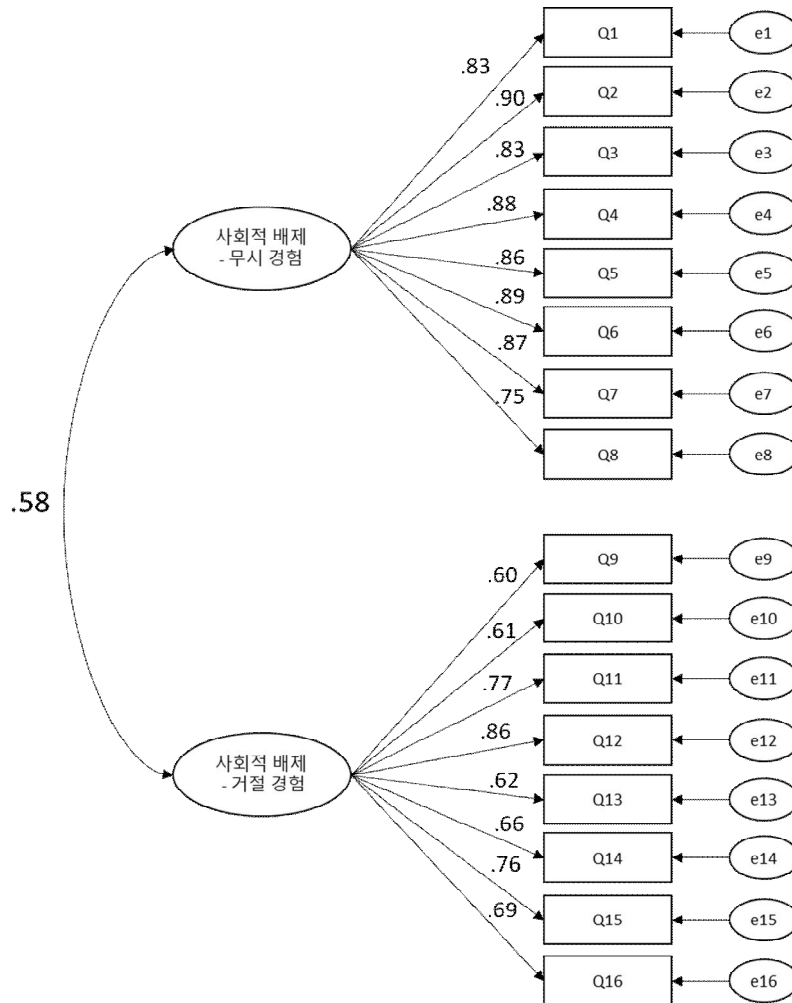 Q1
e1
.83
Q2
e2
.90
Q3
e3
.83
Q4
e4
.88
사회적 배제
- 무시 경험
Q5
e5
.86
Q6
e6
.89
Q7
e7
.87
Q8
e8
.75
.58
Q9
e9
.60
Q10
e10
.61
Q11
e11
.77
Q12
e12
.86
사회적 배제
- 거절 경험
Q13
e13
.62
Q14
e14
.66
Q15
e15
.76
Q16
e16
.69